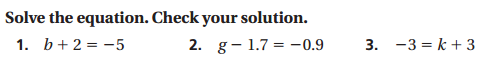 Solve the equation. Check your solution.
1. b + 2 = −5 2. g − 1.7 = −0.9 3. −3 = k + 3